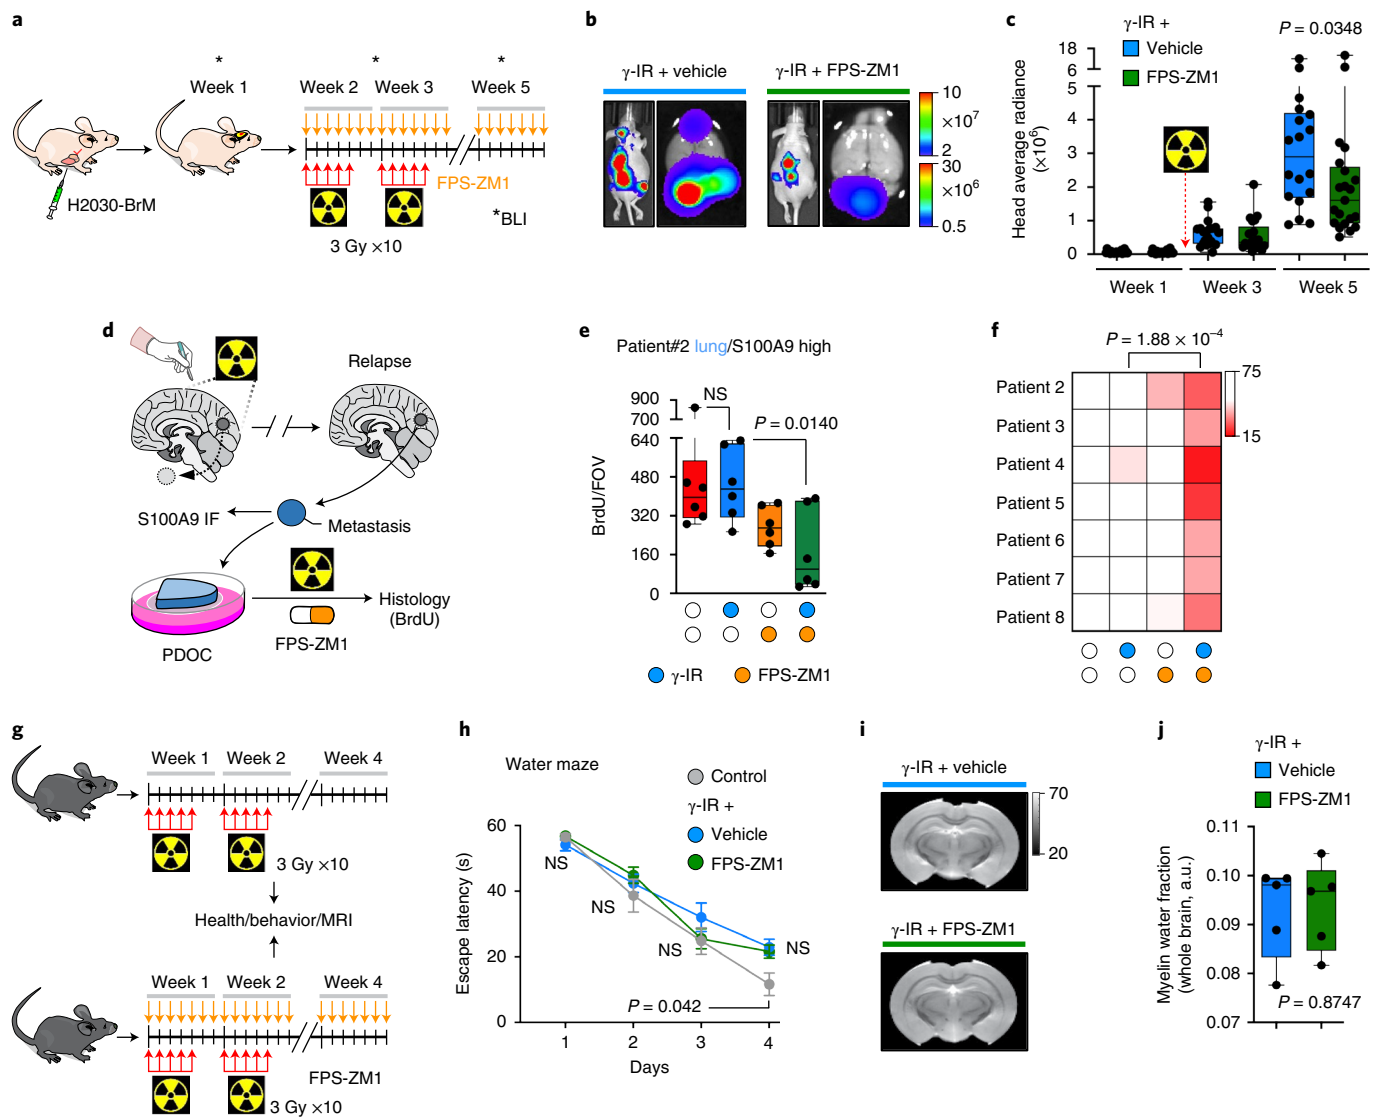 a
*
*
*
Week 1
Week 2
Week 3
Week 5
H2030-BrM
FPS-ZM1
*BLI
3 Gy ×10
b
γ-IR + vehicle
γ-IR + FPS-ZM1
10
×10⁷
2
30
×10⁶
0.5
c
γ-IR +
Vehicle
FPS-ZM1
P = 0.0348
Head average radiance
(×10⁶)
18
6
5
4
3
2
1
0
Week 1
Week 3
Week 5
d
Relapse
S100A9 IF
Metastasis
PDOC
FPS-ZM1
Histology
(BrdU)
e
Patient#2 lung/S100A9 high
NS
P = 0.0140
BrdU/FOV
900
700
640
480
320
160
0
γ-IR
FPS-ZM1
f
P = 1.88 × 10⁻⁴
75
15
Patient 2
Patient 3
Patient 4
Patient 5
Patient 6
Patient 7
Patient 8
g
Week 1
Week 2
Week 4
3 Gy ×10
Health/behavior/MRI
Week 1
Week 2
Week 4
FPS-ZM1
3 Gy ×10
h
Water maze
Control
γ-IR +
Vehicle
FPS-ZM1
Escape latency (s)
60
40
20
0
NS
NS
NS
NS
P = 0.042
1
2
3
4
Days
i
γ-IR + vehicle
70
20
γ-IR + FPS-ZM1
j
γ-IR +
Vehicle
FPS-ZM1
Myelin water fraction
(whole brain, a.u.)
0.11
0.10
0.09
0.08
0.07
P = 0.8747